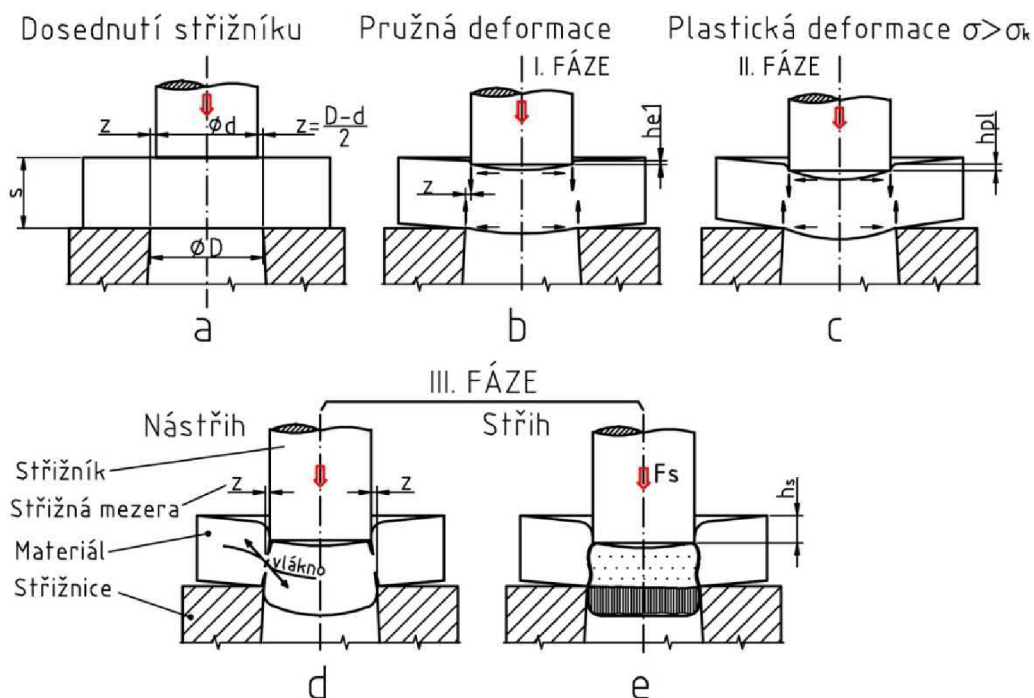 Dosednutí střižníku
Pružná deformace
Plastická deformace σ>σk
I. FÁZE
II. FÁZE
z
Ød
z=D-d/2
s
ØD
he1
z
hpl
a
b
c
III. FÁZE
Nástřih
Střih
Střižník
Střižná mezera
Materiál
Střižnice
z
z
vlákno
Fs
hs
d
e